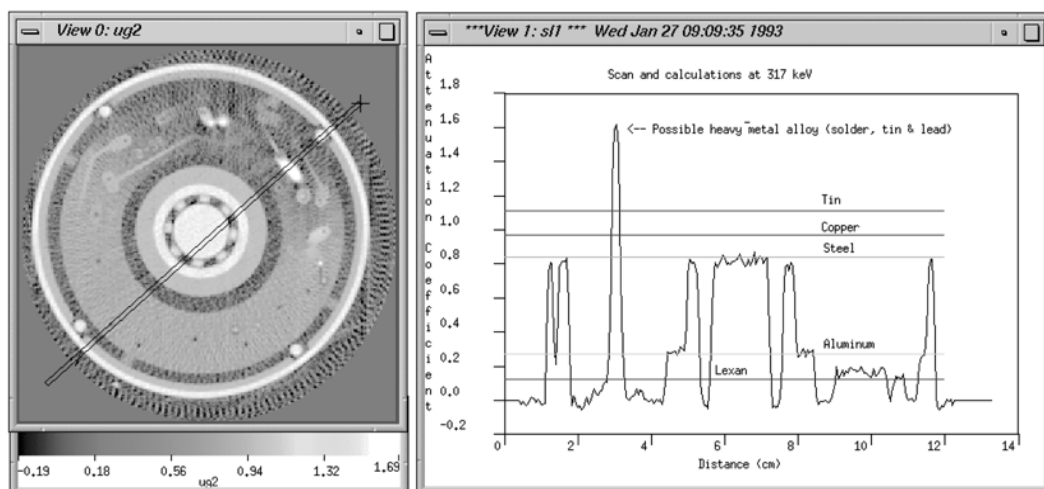 View 0: ug2
-0.19 0.18 0.56 0.94 1.32 1.69
ug2
***View 1: sl1 *** Wed Jan 27 09:09:35 1993
Scan and calculations at 317 keV
Attenuation Coefficient
1.8
1.6
1.4
1.2
1.0
0.8
0.6
0.4
0.2
0.0
-0.2
<-- Possible heavy metal alloy (solder, tin & lead)
Tin
Copper
Steel
Aluminum
Lexan
0 2 4 6 8 10 12 14
Distance (cm)